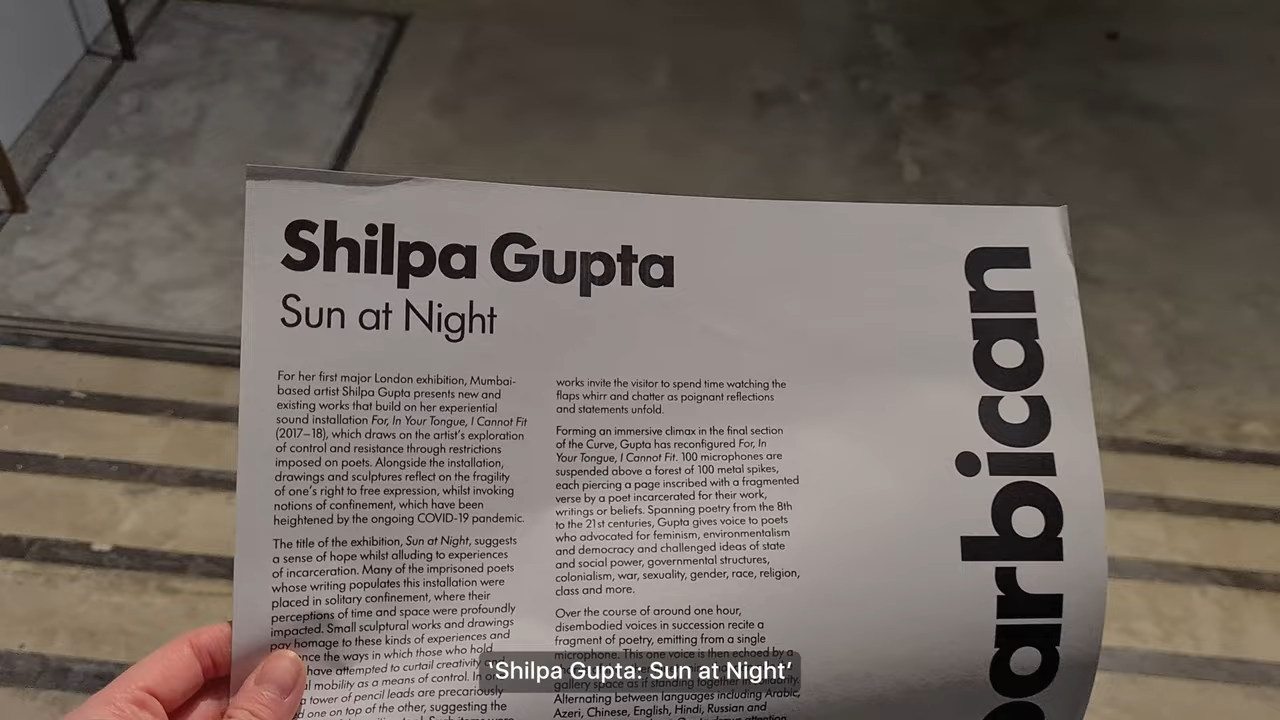 Shilpa Gupta
Sun at Night
For her first major London exhibition, Mumbai-
based artist Shilpa Gupta presents new and
existing works that build on her experiential
sound installation For, In Your Tongue, I Cannot Fit
(2017–18), which draws on the artist's exploration
of control and resistance through restrictions
imposed on poets. Alongside the installation,
drawings and sculptures reflect on the fragility
of one's right to free expression, whilst invoking
notions of confinement, which have been
heightened by the ongoing COVID-19 pandemic.
The title of the exhibition, Sun at Night, suggests
a sense of hope whilst alluding to experiences
of incarceration. Many of the imprisoned poets
whose writing populates this installation were
placed in solitary confinement, where their
perceptions of time and space were profoundly
impacted. Small sculptural works and drawings
pay homage to these kinds of experiences and
the ways in which those who hold
have attempted to curtail creativity
mobility as a means of control. In
a tower of pencil leads are precariously
one on top of the other, suggesting the
works invite the visitor to spend time watching the
flaps whirr and chatter as poignant reflections
and statements unfold.
Forming an immersive climax in the final section
of the Curve, Gupta has reconfigured For, In
Your Tongue, I Cannot Fit. 100 microphones are
suspended above a forest of 100 metal spikes,
each piercing a page inscribed with a fragmented
verse by a poet incarcerated for their work,
writings or beliefs. Spanning poetry from the 8th
to the 21st centuries, Gupta gives voice to poets
who advocated for feminism, environmentalism
and democracy and challenged ideas of state
and social power, governmental structures,
colonialism, war, sexuality, gender, race, religion,
class and more.
Over the course of around one hour,
disembodied voices in succession recite a
fragment of poetry, emitting from a single
microphone. This one voice is then echoed by a
gallery space as if standing together in
Alternating between languages including Arabic,
Azeri, Chinese, English, Hindi, Russian and
barbican
'Shilpa Gupta: Sun at Night'